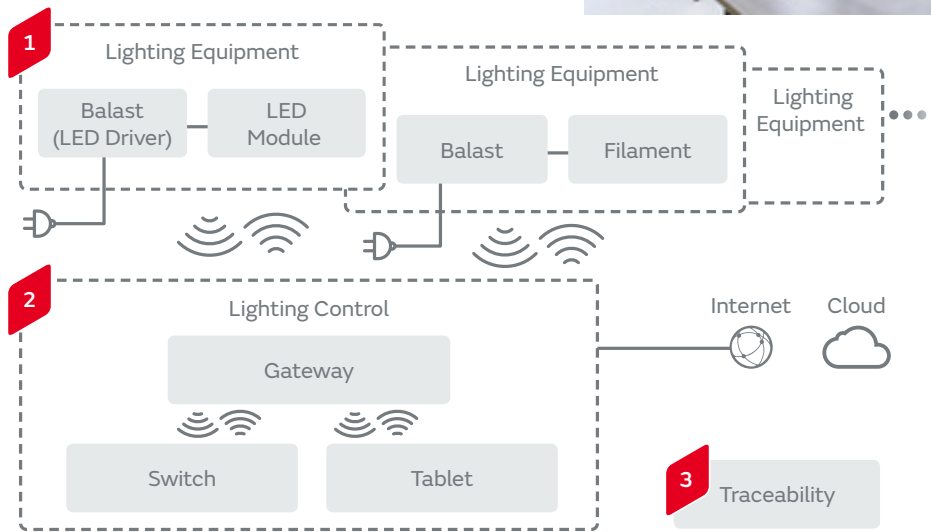 1
Lighting Equipment
Balast
(LED Driver)
LED
Module
Lighting Equipment
Balast
Filament
Lighting
Equipment
2
Lighting Control
Gateway
Switch
Tablet
Internet
Cloud
3
Traceability